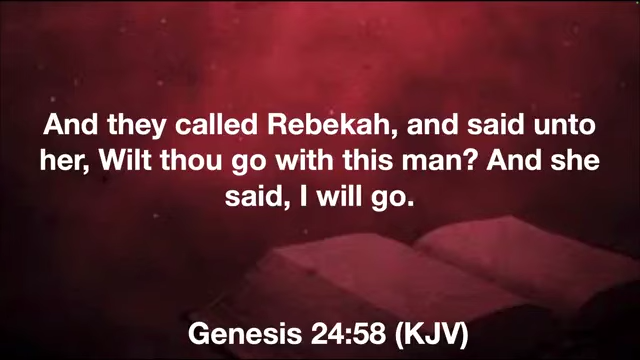 And they called Rebekah, and said unto
her, Wilt thou go with this man? And she
said, I will go.
Genesis 24:58 (KJV)